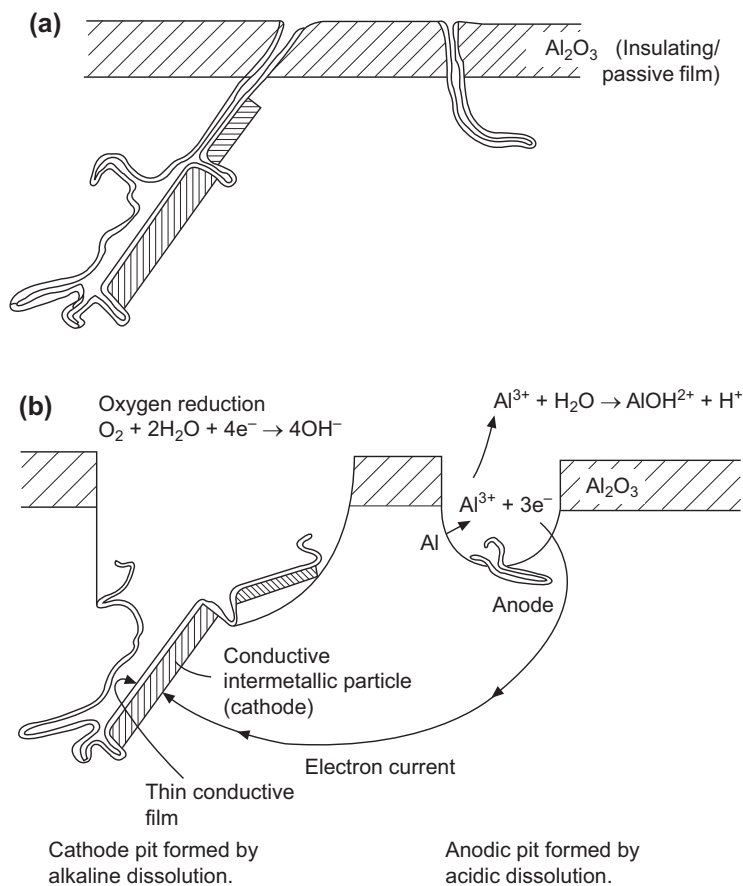 (a)
Al₂O₃ (Insulating/
passive film)
(b)
Oxygen reduction
O₂ + 2H₂O + 4e⁻ → 4OH⁻
Al³⁺ + H₂O → AlOH²⁺ + H⁺
Al₂O₃
Al³⁺ + 3e⁻
Al
Anode
Conductive
intermetallic particle
(cathode)
Electron current
Thin conductive
film
Cathode pit formed by
alkaline dissolution.
Anodic pit formed by
acidic dissolution.